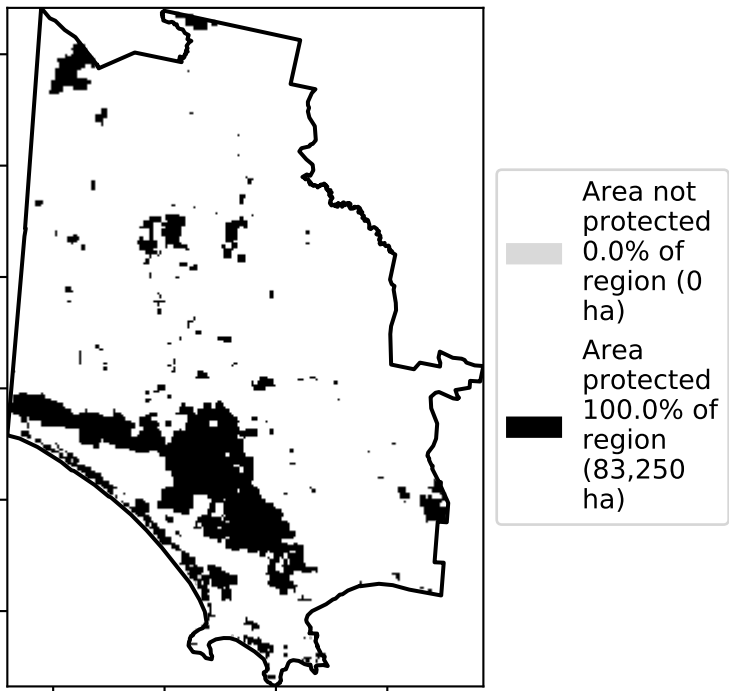 Area not
protected
0.0% of
region (0
ha)
Area
protected
100.0% of
region
(83,250
ha)